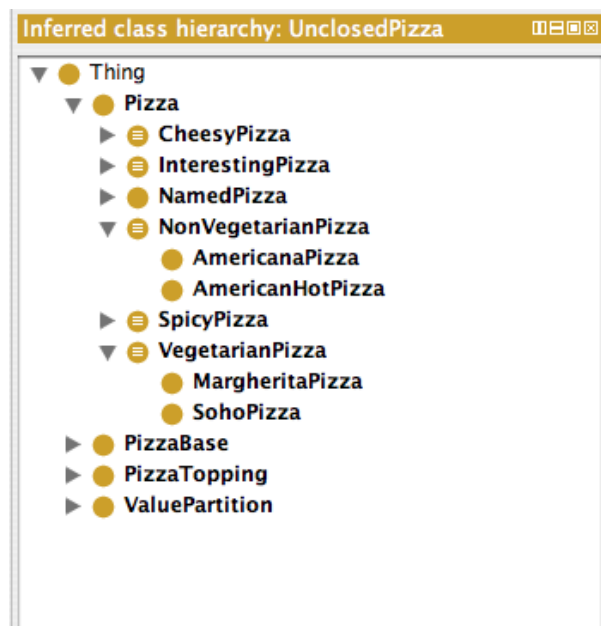 Inferred class hierarchy: UnclosedPizza
Thing
Pizza
CheesyPizza
InterestingPizza
NamedPizza
NonVegetarianPizza
AmericanaPizza
AmericanHotPizza
SpicyPizza
VegetarianPizza
MargheritaPizza
SohoPizza
PizzaBase
PizzaTopping
ValuePartition